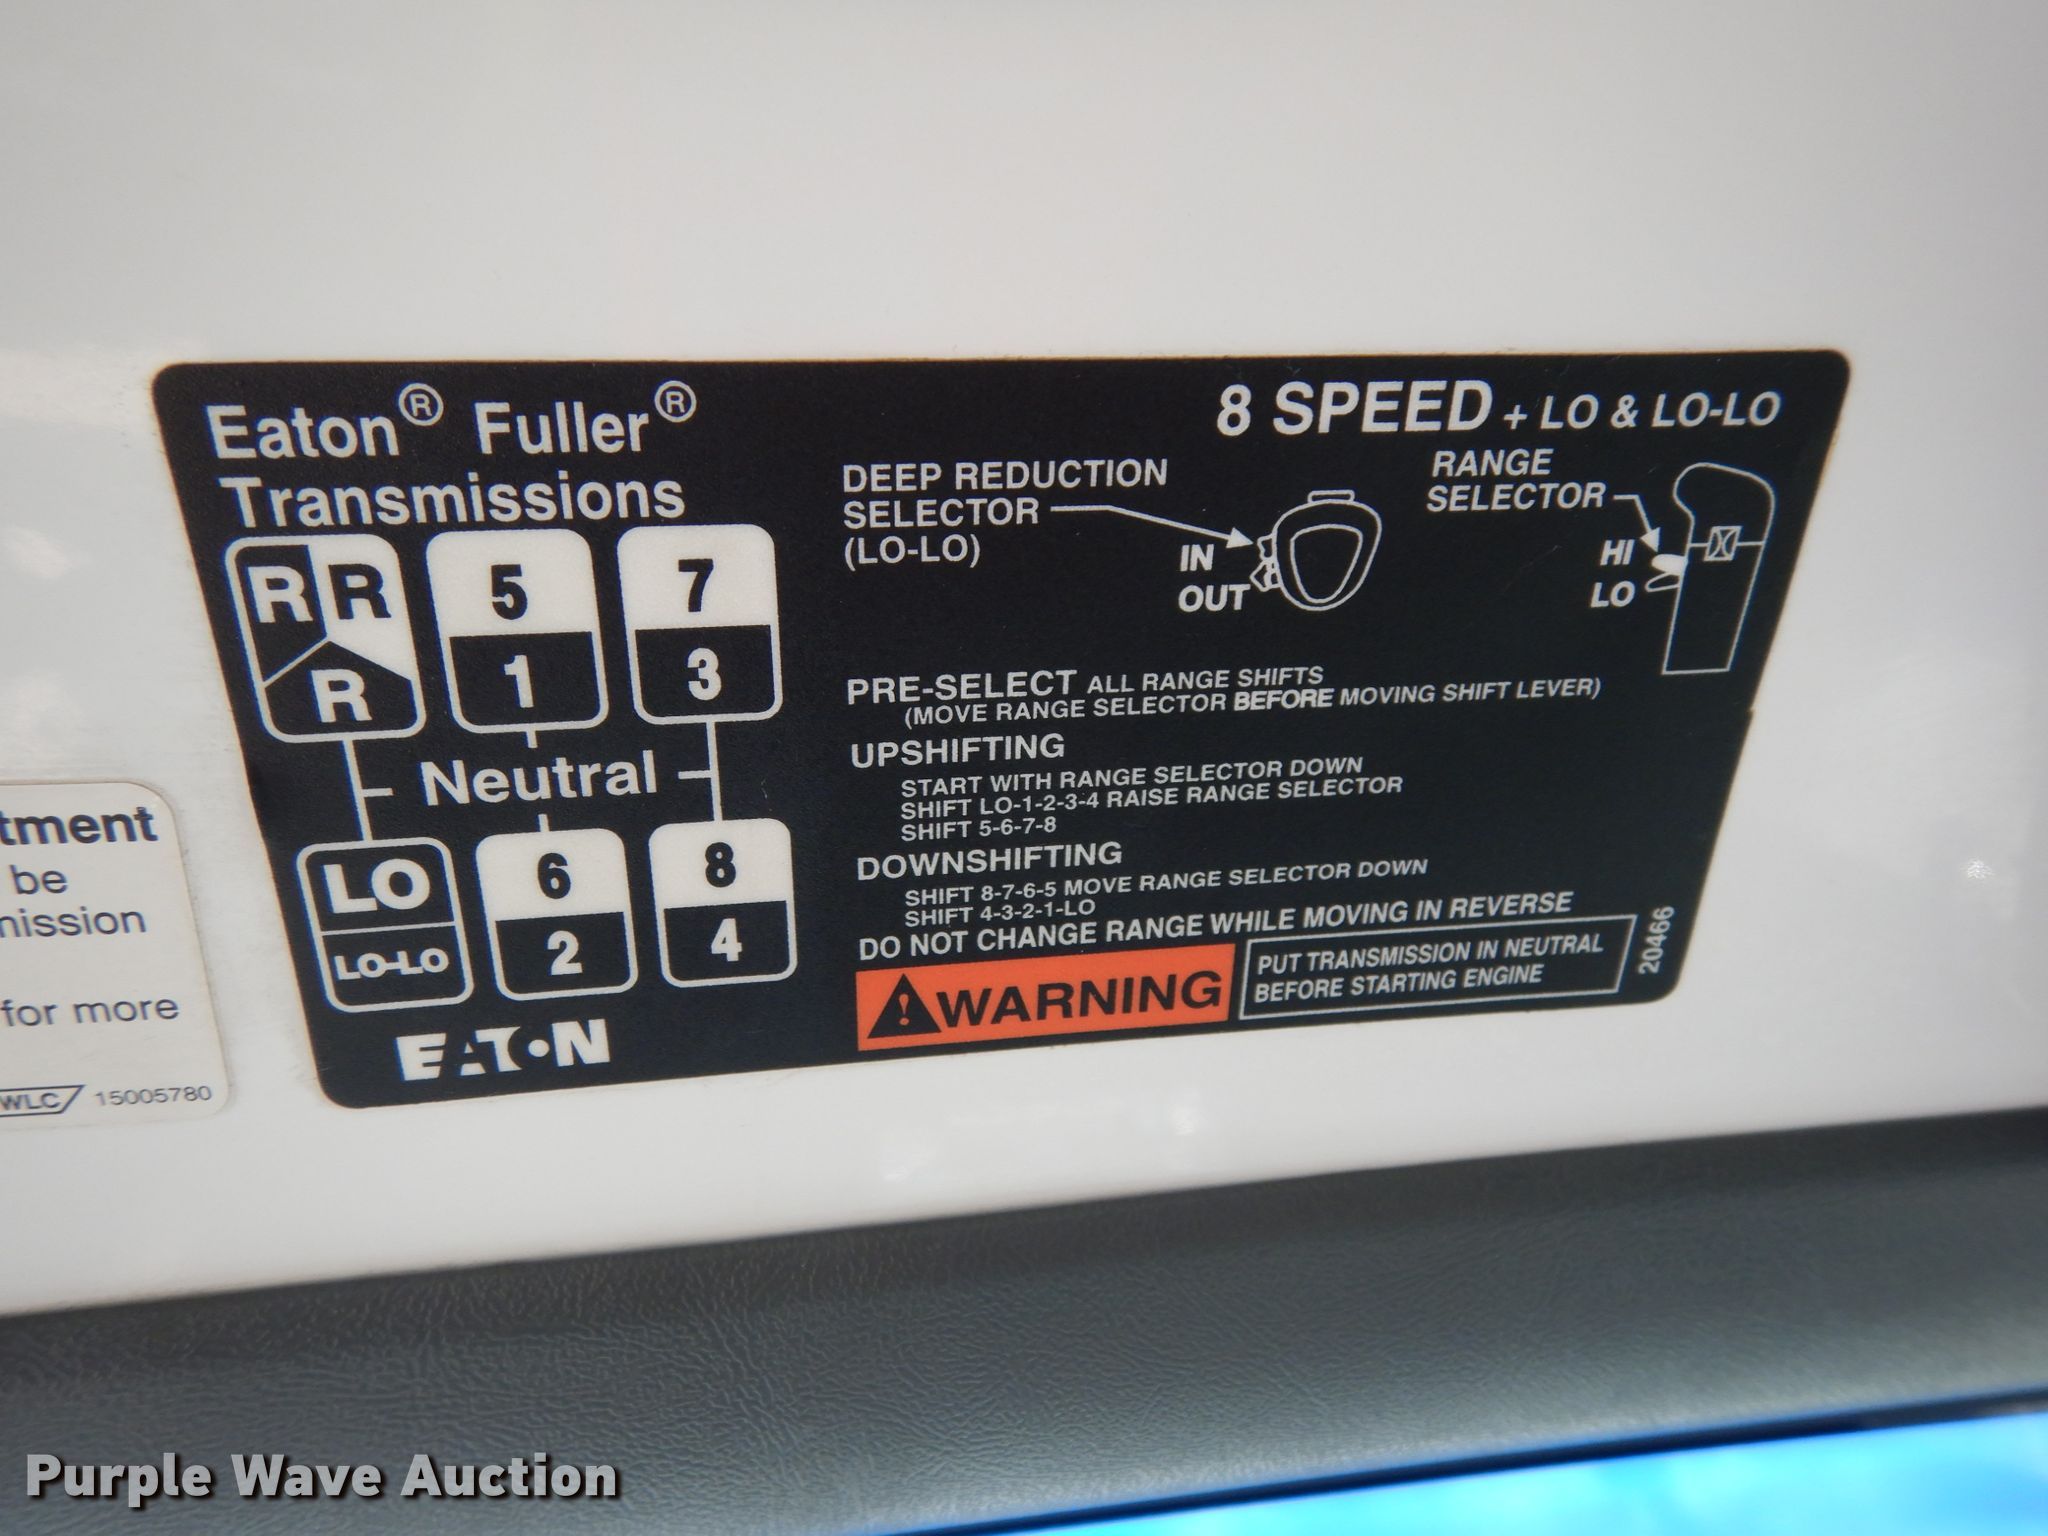 Eaton® Fuller®
Transmissions
8 SPEED + LO & LO-LO
DEEP REDUCTION
SELECTOR
(LO-LO)
IN
OUT
RANGE
SELECTOR
HI
LO
R R 5 7
R 1 3
Neutral
LO 6 8
LO-LO 2 4
EATON
PRE-SELECT ALL RANGE SHIFTS
(MOVE RANGE SELECTOR BEFORE MOVING SHIFT LEVER)
UPSHIFTING
START WITH RANGE SELECTOR DOWN
SHIFT LO-1-2-3-4 RAISE RANGE SELECTOR
SHIFT 5-6-7-8
DOWNSHIFTING
SHIFT 8-7-6-5 MOVE RANGE SELECTOR DOWN
SHIFT 4-3-2-1-LO
DO NOT CHANGE RANGE WHILE MOVING IN REVERSE
WARNING
PUT TRANSMISSION IN NEUTRAL
BEFORE STARTING ENGINE
20466
tment
be
mission
for more
WLC 15005780
Purple Wave Auction